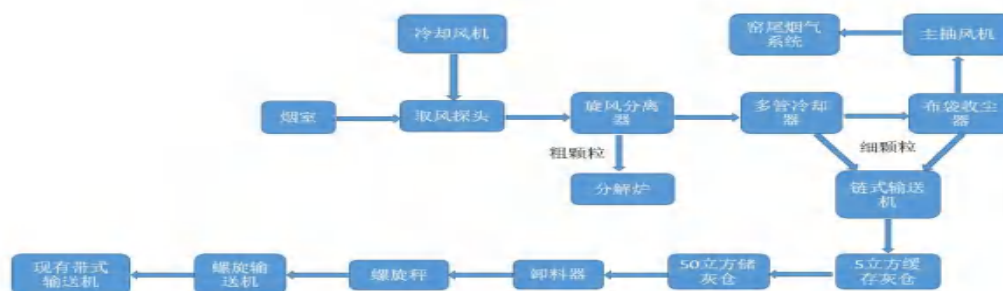 冷却风机
窑尾烟气
系统
主抽风机
烟室
取风探头
旋风分离
器
多管冷却
器
布袋收尘
器
粗颗粒
细颗粒
分解炉
链式输送
机
现有带式
输送机
螺旋输
送机
螺旋秤
卸料器
50立方储
灰仓
5立方缓
存灰仓